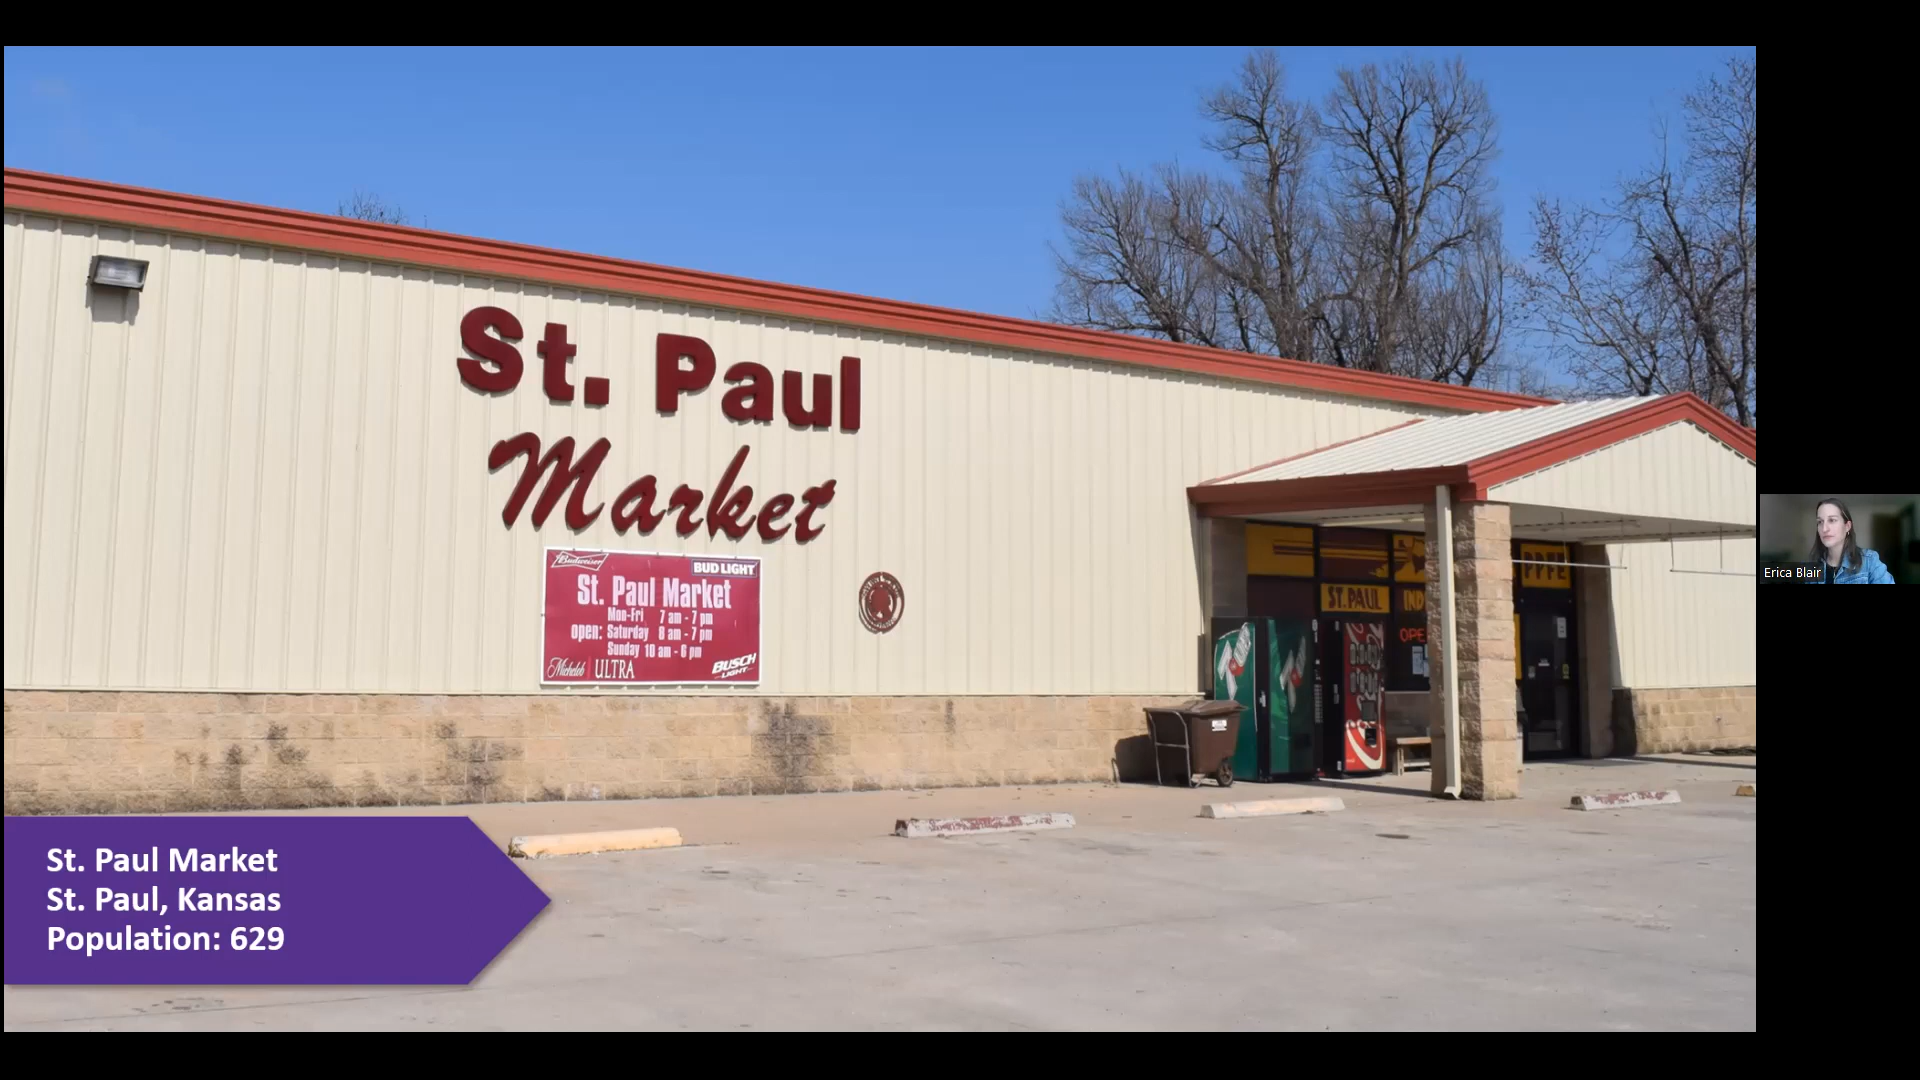 St. Paul
Market
Budweiser
BUD LIGHT
St. Paul Market
Mon-Fri 7 am - 7 pm
open: Saturday 8 am - 7 pm
Sunday 10 am - 6 pm
Michelob ULTRA
BUSCH
LIGHT
ST. PAUL
OPE
7UP
St. Paul Market
St. Paul, Kansas
Population: 629
Erica Blair